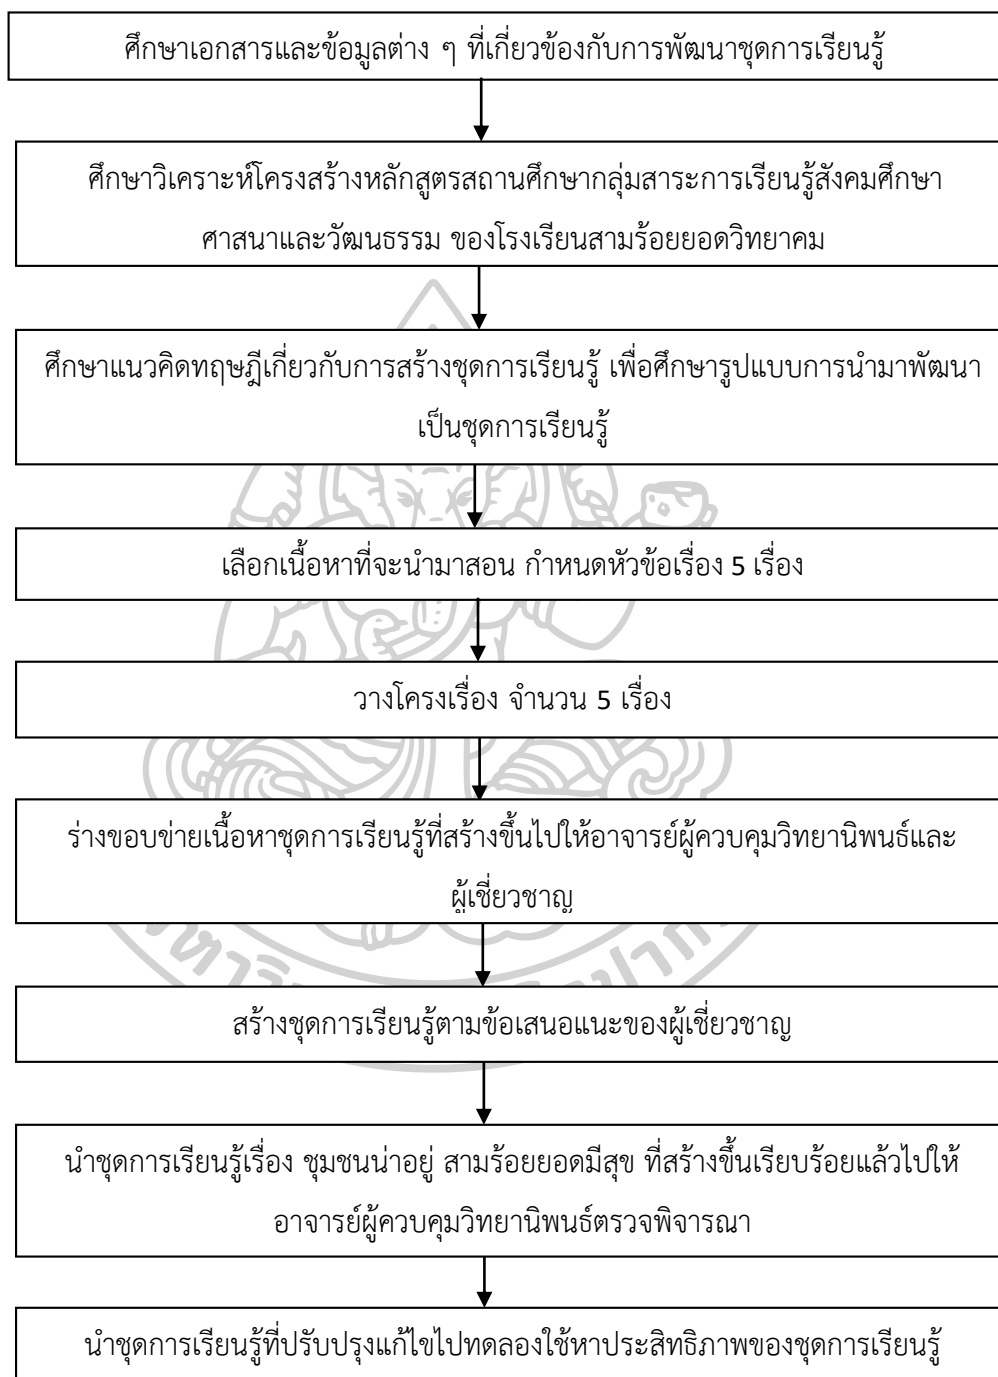 ศึกษาเอกสารและข้อมูลต่าง ๆ ที่เกี่ยวข้องกับการพัฒนาชุดการเรียนรู้
ศึกษาวิเคราะห์โครงสร้างหลักสูตรสถานศึกษากลุ่มสาระการเรียนรู้สังคมศึกษา
ศาสนาและวัฒนธรรม ของโรงเรียนสามร้อยยอดวิทยาคม
ศึกษาแนวคิดทฤษฎีเกี่ยวกับการสร้างชุดการเรียนรู้ เพื่อศึกษารูปแบบการนำมาพัฒนา
เป็นชุดการเรียนรู้
เลือกเนื้อหาที่จะนำมาสอน กำหนดหัวข้อเรื่อง 5 เรื่อง
วางโครงเรื่อง จำนวน 5 เรื่อง
ร่างขอบข่ายเนื้อหาชุดการเรียนรู้ที่สร้างขึ้นไปให้อาจารย์ผู้ควบคุมวิทยานิพนธ์และ
ผู้เชี่ยวชาญ
สร้างชุดการเรียนรู้ตามข้อเสนอแนะของผู้เชี่ยวชาญ
นำชุดการเรียนรู้เรื่อง ชุมชนน่าอยู่ สามร้อยยอดมีสุข ที่สร้างขึ้นเรียบร้อยแล้วไปให้
อาจารย์ผู้ควบคุมวิทยานิพนธ์ตรวจพิจารณา
นำชุดการเรียนรู้ที่ปรับปรุงแก้ไขไปทดลองใช้หาประสิทธิภาพของชุดการเรียนรู้